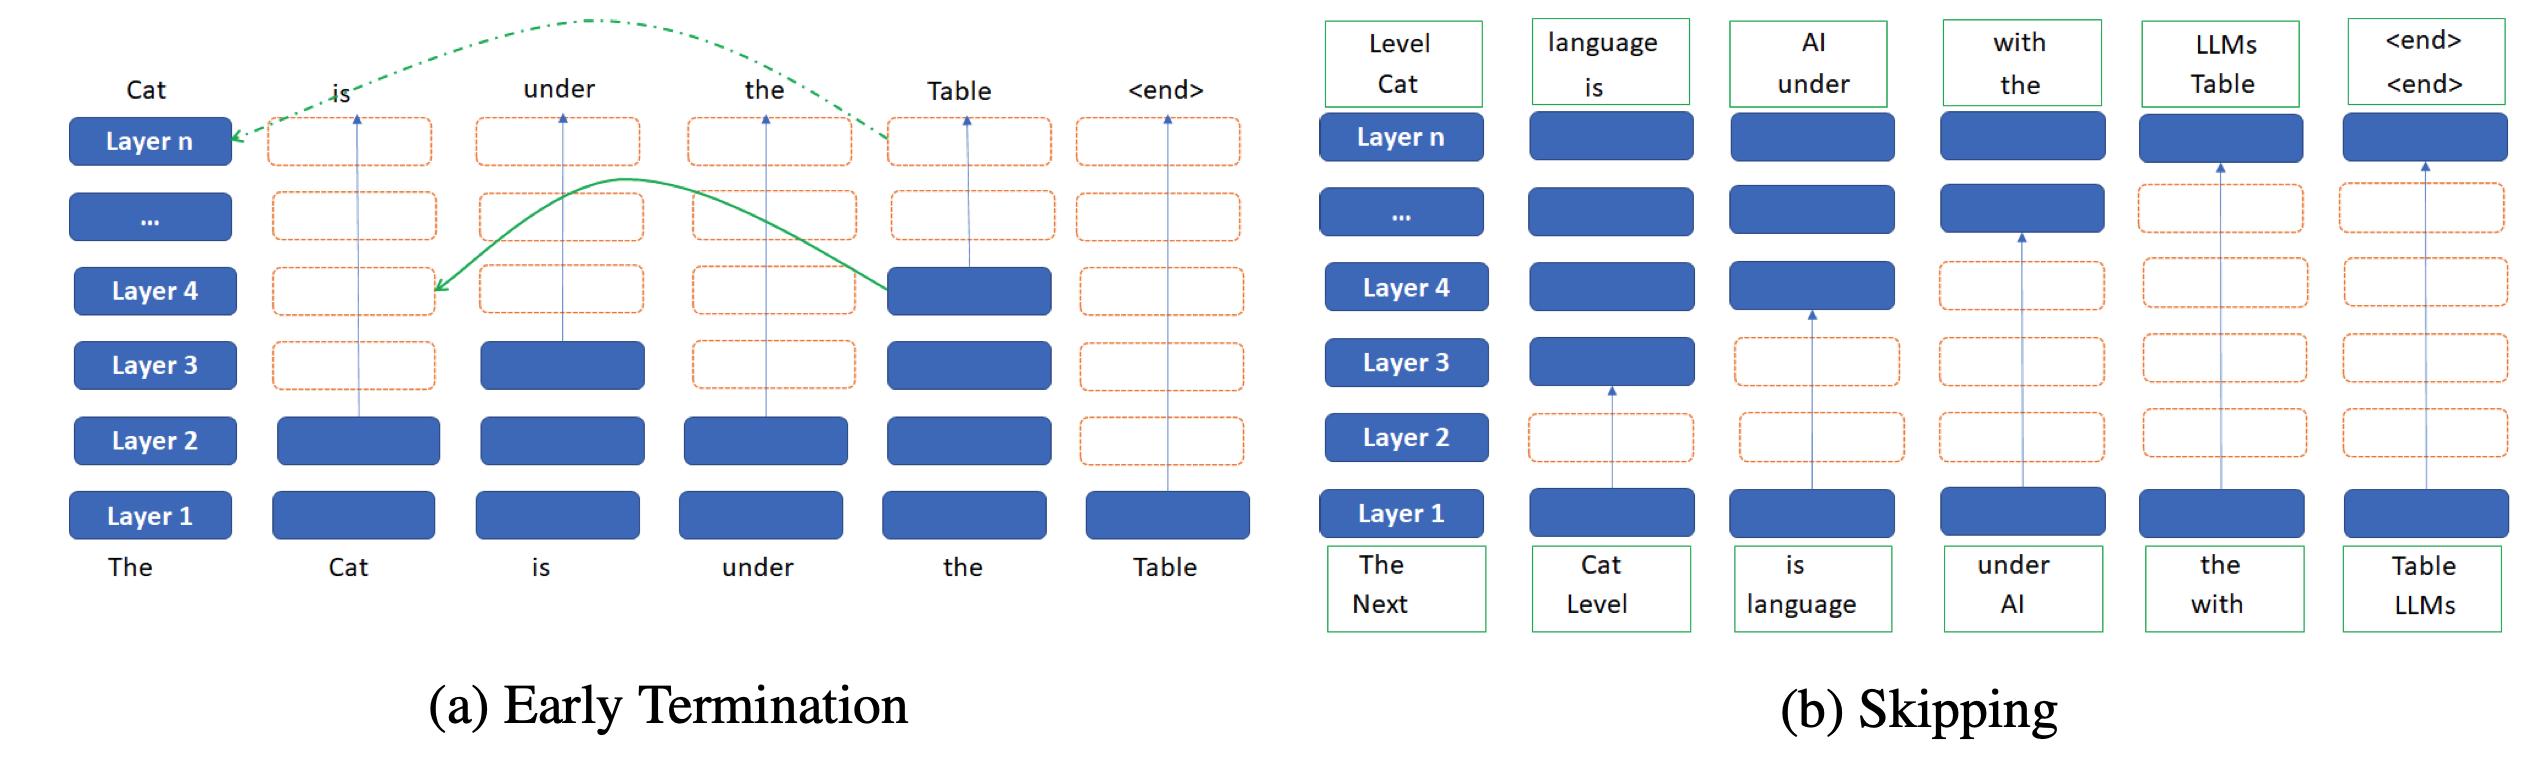 Cat is under the Table <end>
Layer n
...
Layer 4
Layer 3
Layer 2
Layer 1
The Cat is under the Table
(a) Early Termination
Level language AI with LLMs <end>
Cat is under the Table <end>
Layer n
...
Layer 4
Layer 3
Layer 2
Layer 1
The Cat is under the Table
Next Level language AI with LLMs
(b) Skipping